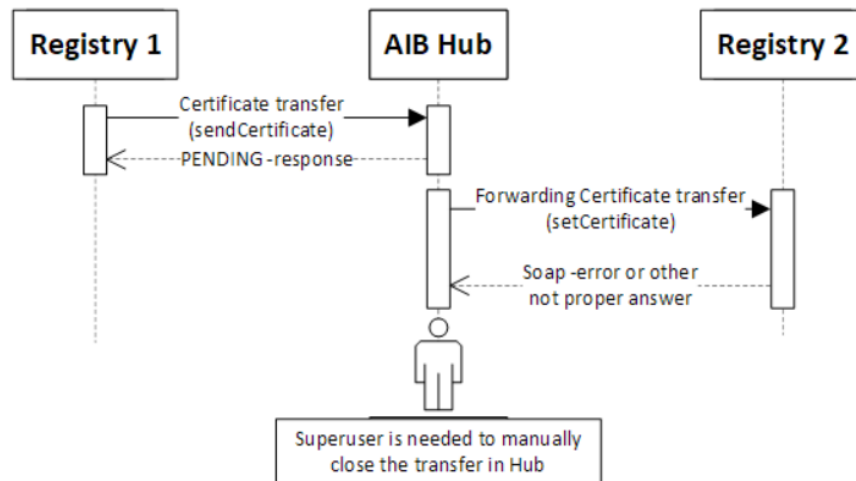 Registry 1
AIB Hub
Registry 2
Certificate transfer
(sendCertificate)
PENDING -response
Forwarding Certificate transfer
(setCertificate)
Soap -error or other
not proper answer
Superuser is needed to manually
close the transfer in Hub